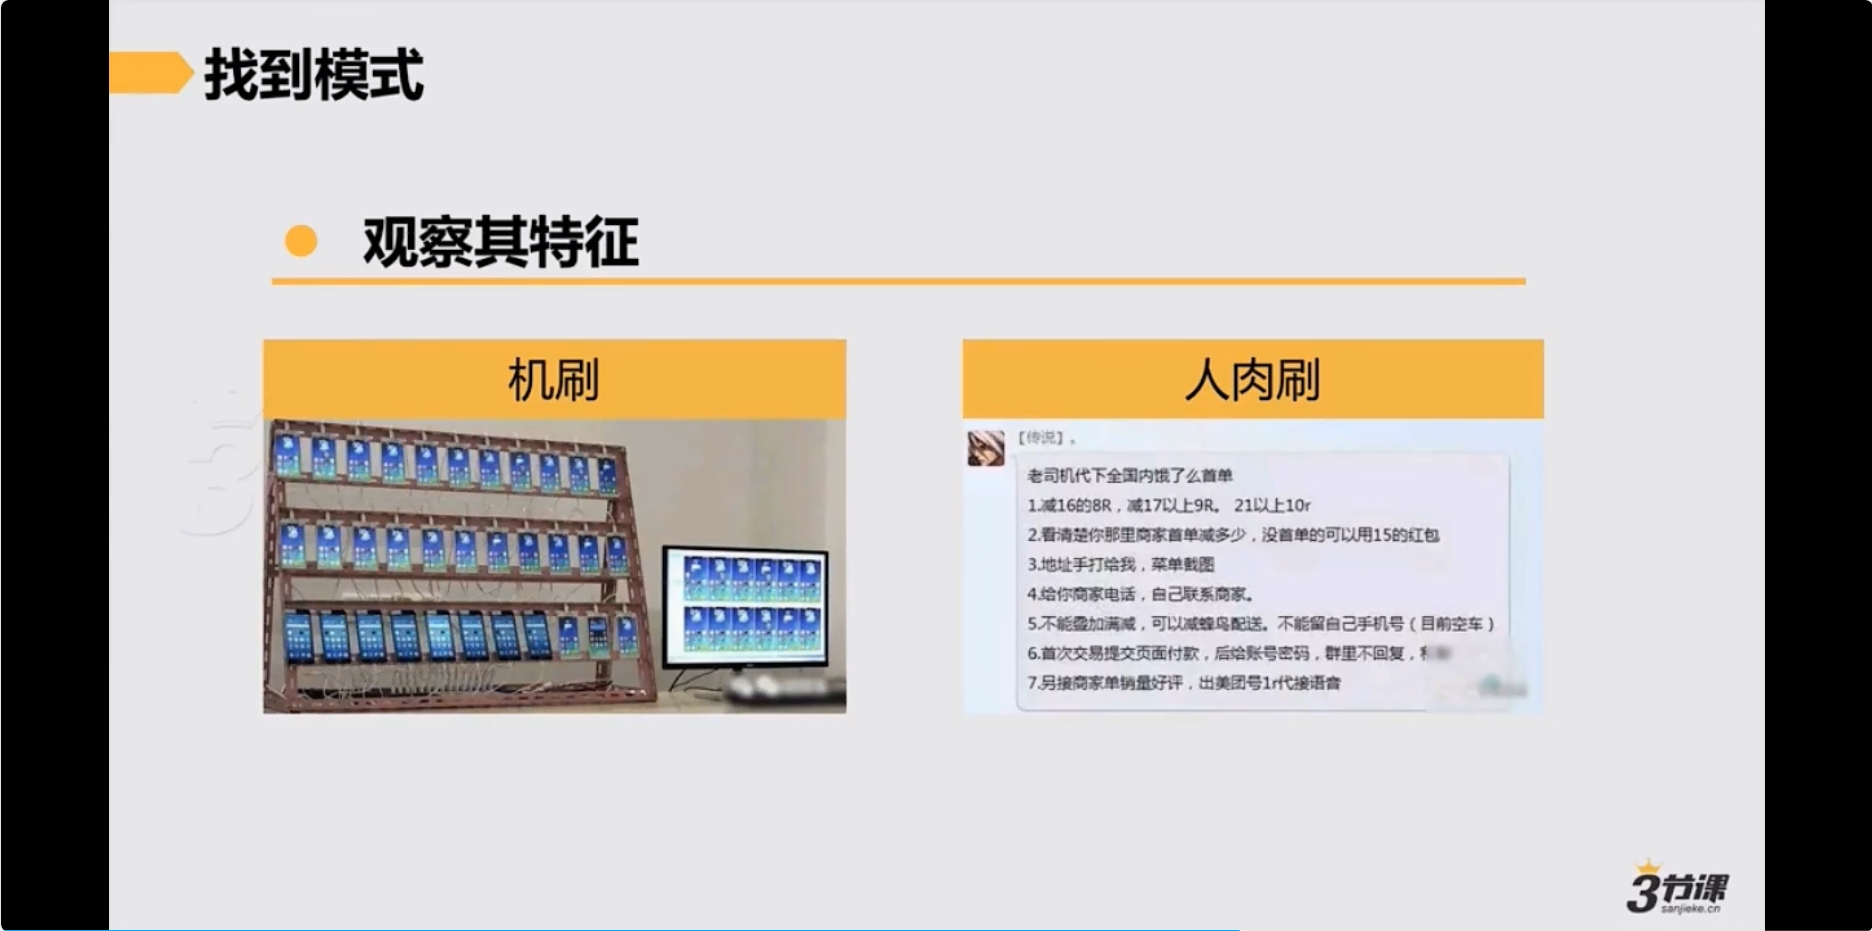 找到模式
观察其特征
机刷
人肉刷
【传说】。
老司机代下全国内饿了么首单
1.减16的8R，减17以上9R。 21以上10r
2.看清楚你那里商家首单减多少，没首单的可以用15的红包
3.地址手打给我，菜单截图
4.给你商家电话，自己联系商家。
5.不能叠加满减，可以减蜂鸟配送。不能留自己手机号（目前空车）
6.首次交易提交页面付款，后给账号密码，群里不回复，
7.另接商家单销量好评，出美团号1r代接语音
3节课
sanjieke.cn